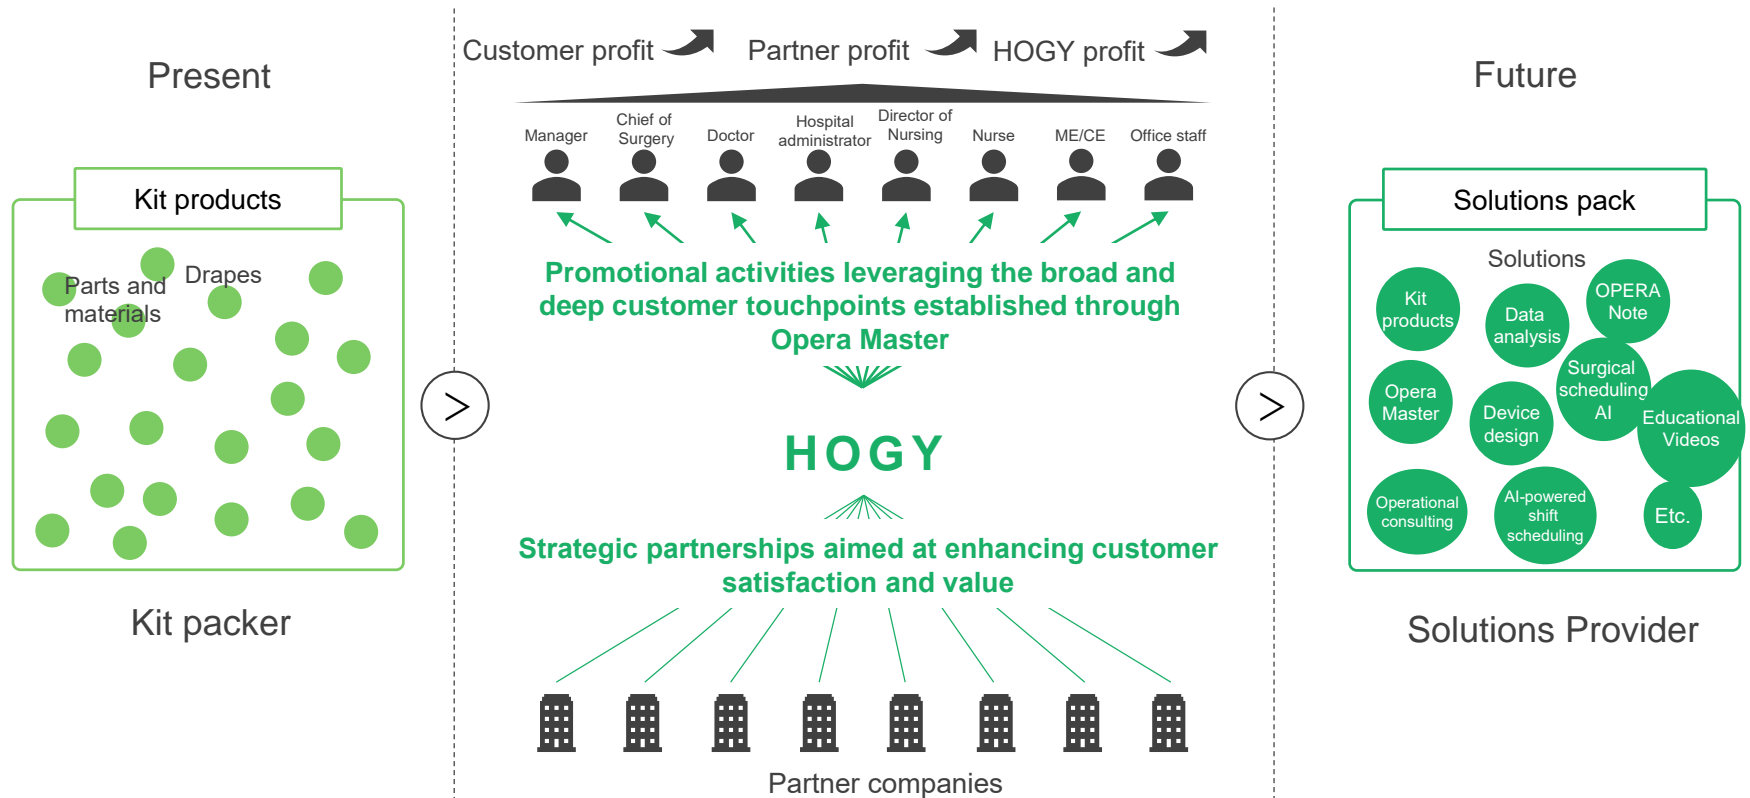 Present
Kit products
Parts and
materials
Drapes
Kit packer
>
Customer profit
Partner profit
HOGY profit
Manager
Chief of
Surgery
Doctor
Hospital
administrator
Director of
Nursing
Nurse
ME/CE
Office staff
Promotional activities leveraging the broad and
deep customer touchpoints established through
Opera Master
HOGY
Strategic partnerships aimed at enhancing customer
satisfaction and value
Partner companies
>
Future
Solutions pack
Solutions
Kit
products
Data
analysis
OPERA
Note
Opera
Master
Device
design
Surgical
scheduling
AI
Educational
Videos
Operational
consulting
AI-powered
shift
scheduling
Etc.
Solutions Provider